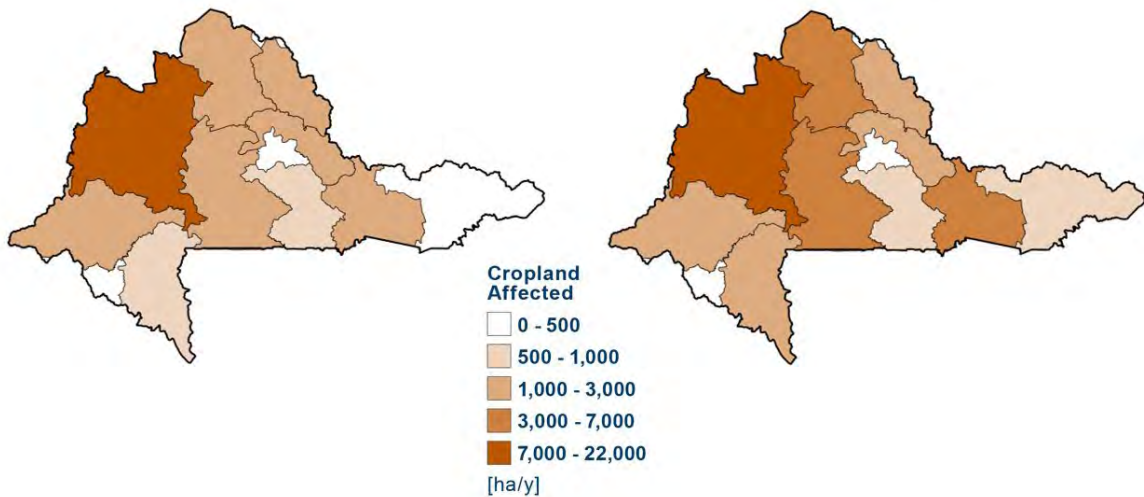 Cropland
Affected
0 - 500
500 - 1,000
1,000 - 3,000
3,000 - 7,000
7,000 - 22,000
[ha/y]